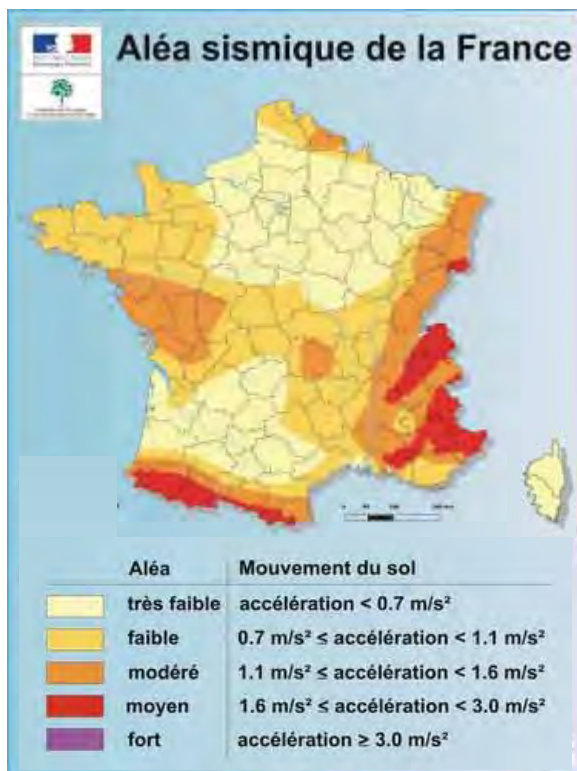 Aléa sismique de la France
Aléa Mouvement du sol
très faible accélération < 0.7 m/s²
faible 0.7 m/s² ≤ accélération < 1.1 m/s²
modéré 1.1 m/s² ≤ accélération < 1.6 m/s²
moyen 1.6 m/s² ≤ accélération < 3.0 m/s²
fort accélération ≥ 3.0 m/s²